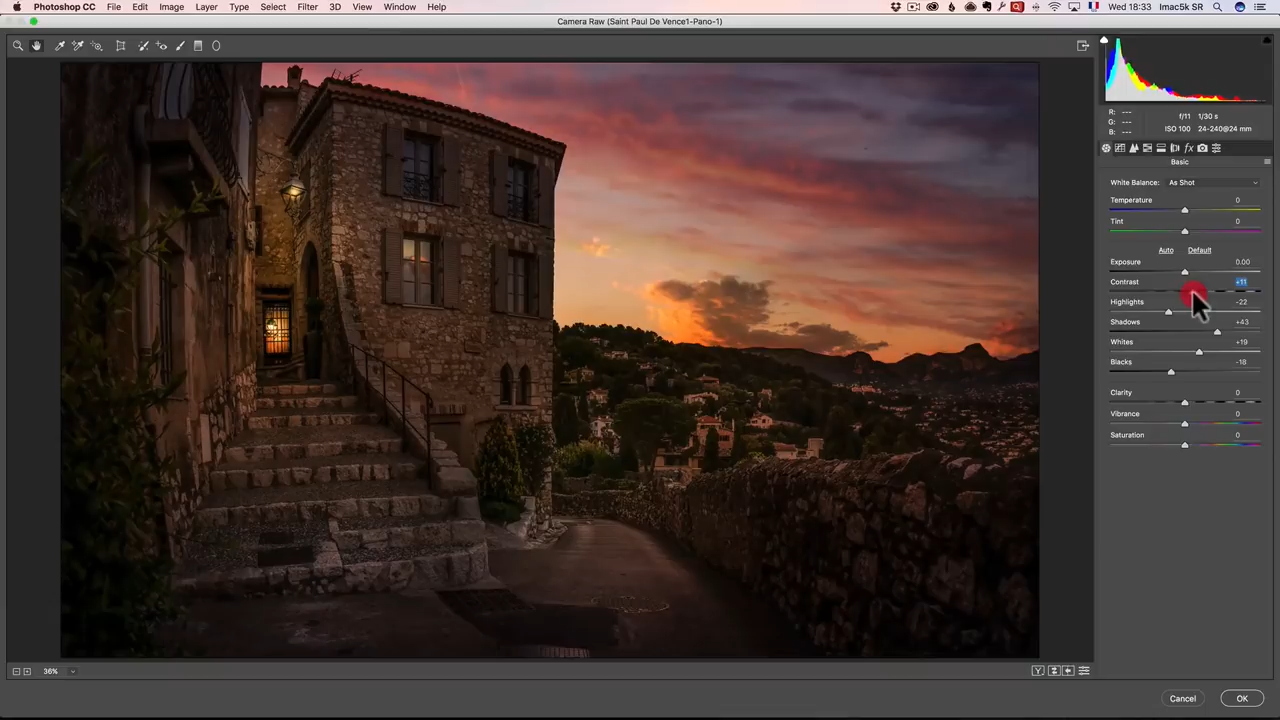 Photoshop CC File Edit Image Layer Type Select Filter 3D View Window Help Wed 18:33 Imac5k SR
Camera Raw (Saint Paul De Vence1-Pano-1)
R: --- f/11 1/30 s
G: ---
B: --- ISO 100 24-240@24 mm
fx
Basic
White Balance: As Shot
Temperature 0
Tint 0
Auto Default
Exposure 0.00
Contrast +11
Highlights -22
Shadows +43
Whites +19
Blacks -18
Clarity 0
Vibrance 0
Saturation 0
36% Y
Cancel OK